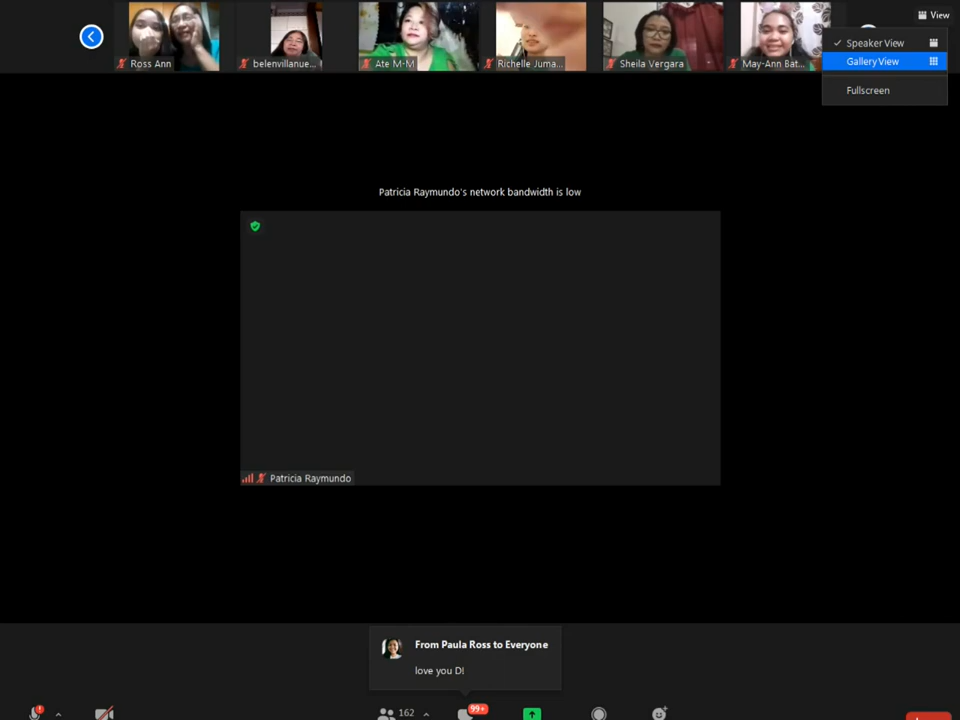 View
Ross Ann
belenvillanue...
Ate M-M
Richelle Juma...
Sheila Vergara
May-Ann Bat...
Speaker View
Gallery View
Fullscreen
Patricia Raymundo's network bandwidth is low
Patricia Raymundo
From Paula Ross to Everyone
love you D!
162
99+